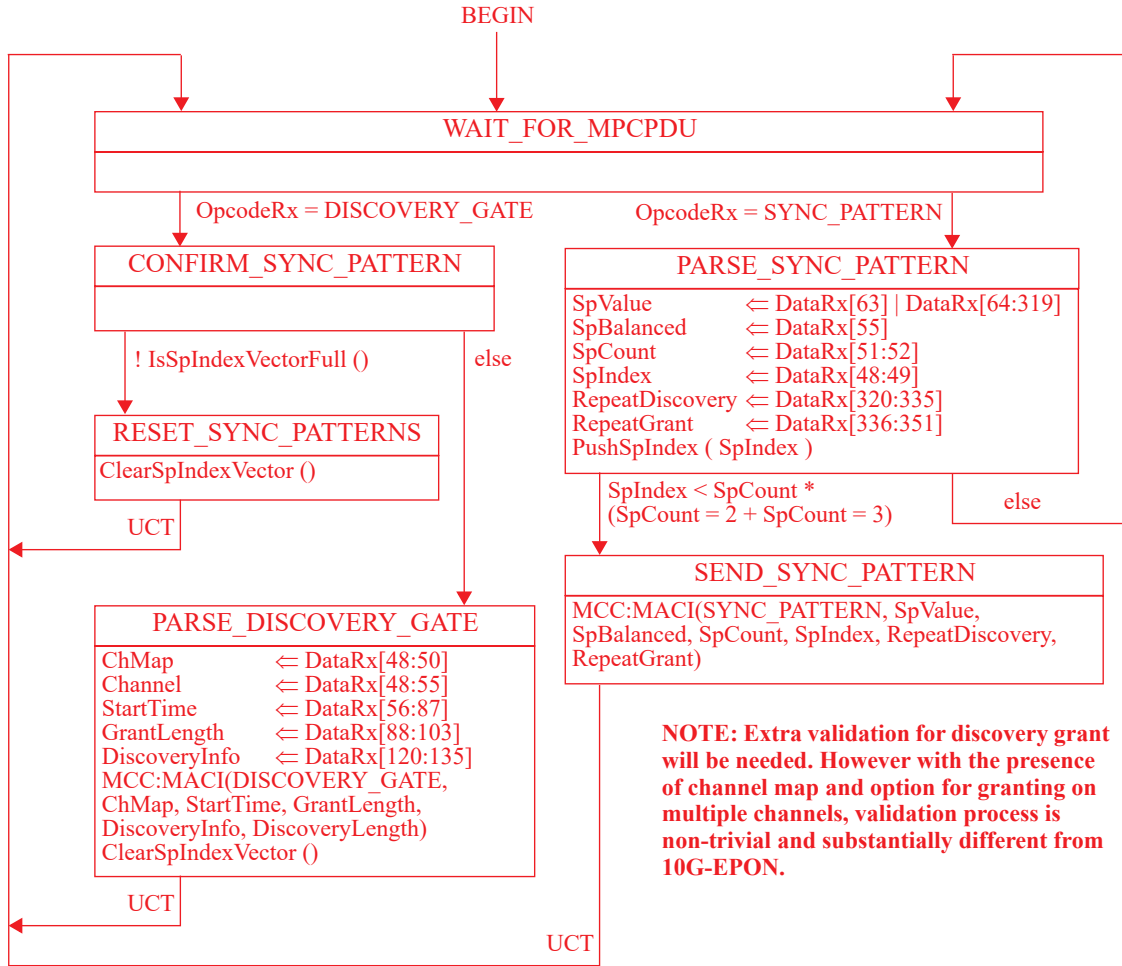 BEGIN
WAIT_FOR_MPCPDU
OpcodeRx = DISCOVERY_GATE
OpcodeRx = SYNC_PATTERN
CONFIRM_SYNC_PATTERN
! IsSpIndexVectorFull ()
else
RESET_SYNC_PATTERNS
ClearSpIndexVector ()
UCT
PARSE_DISCOVERY_GATE
ChMap ⇐ DataRx[48:50]
Channel ⇐ DataRx[48:55]
StartTime ⇐ DataRx[56:87]
GrantLength ⇐ DataRx[88:103]
DiscoveryInfo ⇐ DataRx[120:135]
MCC:MACI(DISCOVERY_GATE,
ChMap, StartTime, GrantLength,
DiscoveryInfo, DiscoveryLength)
ClearSpIndexVector ()
UCT
PARSE_SYNC_PATTERN
SpValue ⇐ DataRx[63] | DataRx[64:319]
SpBalanced ⇐ DataRx[55]
SpCount ⇐ DataRx[51:52]
SpIndex ⇐ DataRx[48:49]
RepeatDiscovery ⇐ DataRx[320:335]
RepeatGrant ⇐ DataRx[336:351]
PushSpIndex ( SpIndex )
SpIndex < SpCount *
(SpCount = 2 + SpCount = 3)
else
SEND_SYNC_PATTERN
MCC:MACI(SYNC_PATTERN, SpValue,
SpBalanced, SpCount, SpIndex, RepeatDiscovery,
RepeatGrant)
UCT
NOTE: Extra validation for discovery grant
will be needed. However with the presence
of channel map and option for granting on
multiple channels, validation process is
non-trivial and substantially different from
10G-EPON.